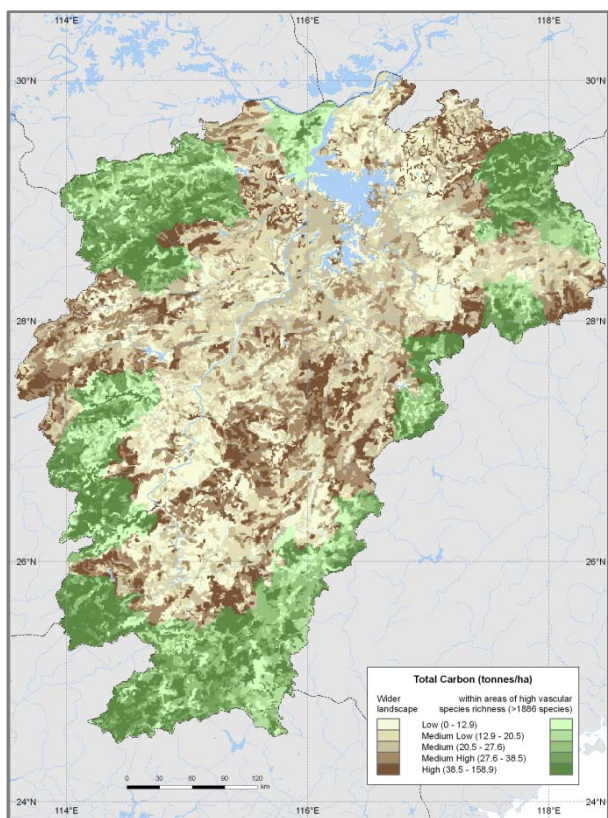 114°E 116°E 118°E
30°N 30°N
28°N 28°N
26°N 26°N
24°N 24°N
Total Carbon (tonnes/ha)
Wider landscape
within areas of high vascular species richness (>1886 species)
Low (0 - 12.9)
Medium Low (12.9 - 20.5)
Medium (20.5 - 27.6)
Medium High (27.6 - 38.5)
High (38.5 - 158.9)
0 30 60 90 120
km
114°E 116°E 118°E